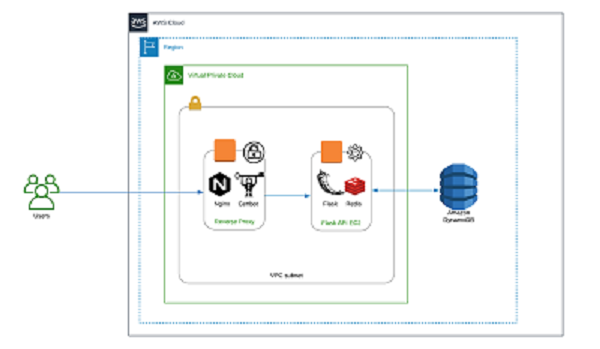 aws
AWS Cloud
Region
Virtual Private Cloud
N
Nginx
Certbot
Reverse Proxy
Flask
Redis
Flask API EC2
VPC subnet
Users
Amazon
DynamoDB